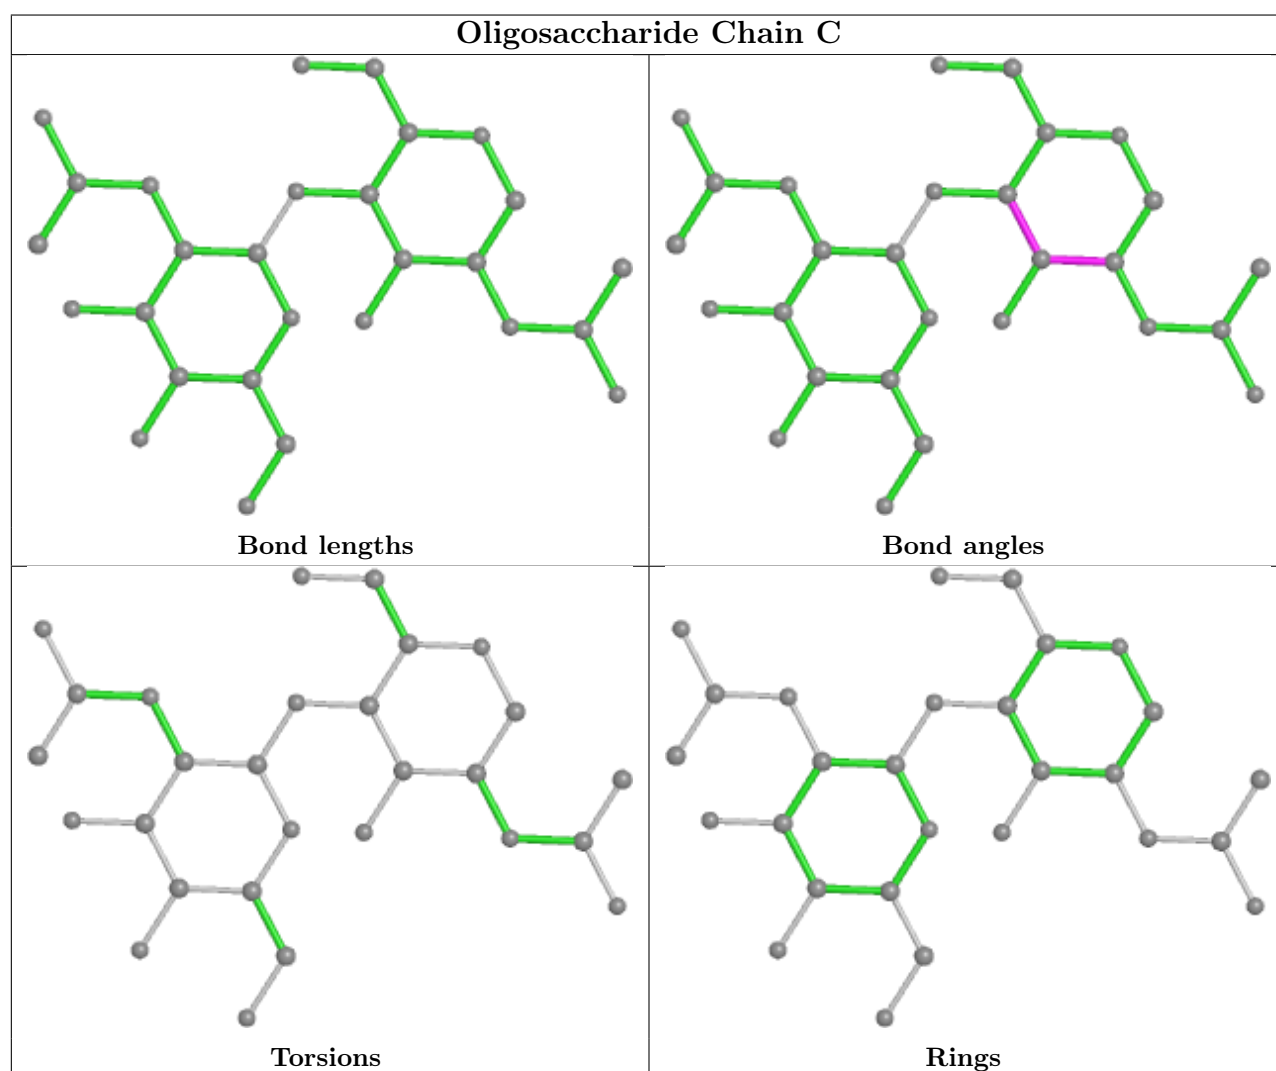 Oligosaccharide Chain C
Bond lengths
Bond angles
Torsions
Rings